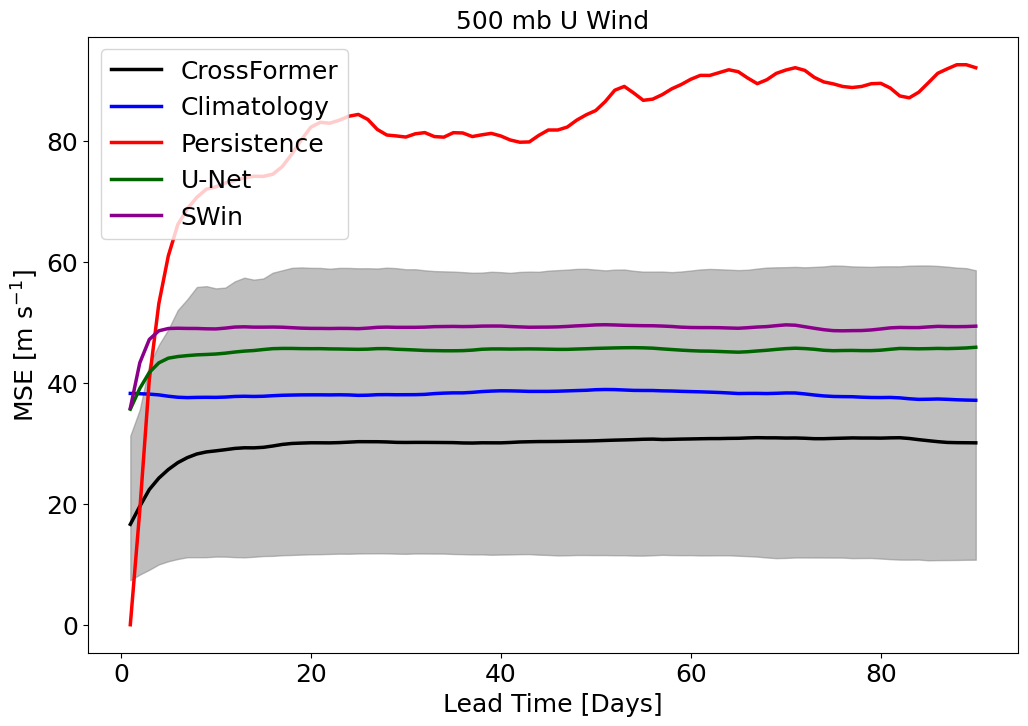 500 mb U Wind
CrossFormer
Climatology
Persistence
U-Net
SWin
MSE [m s⁻¹]
80
60
40
20
0
0 20 40 60 80
Lead Time [Days]